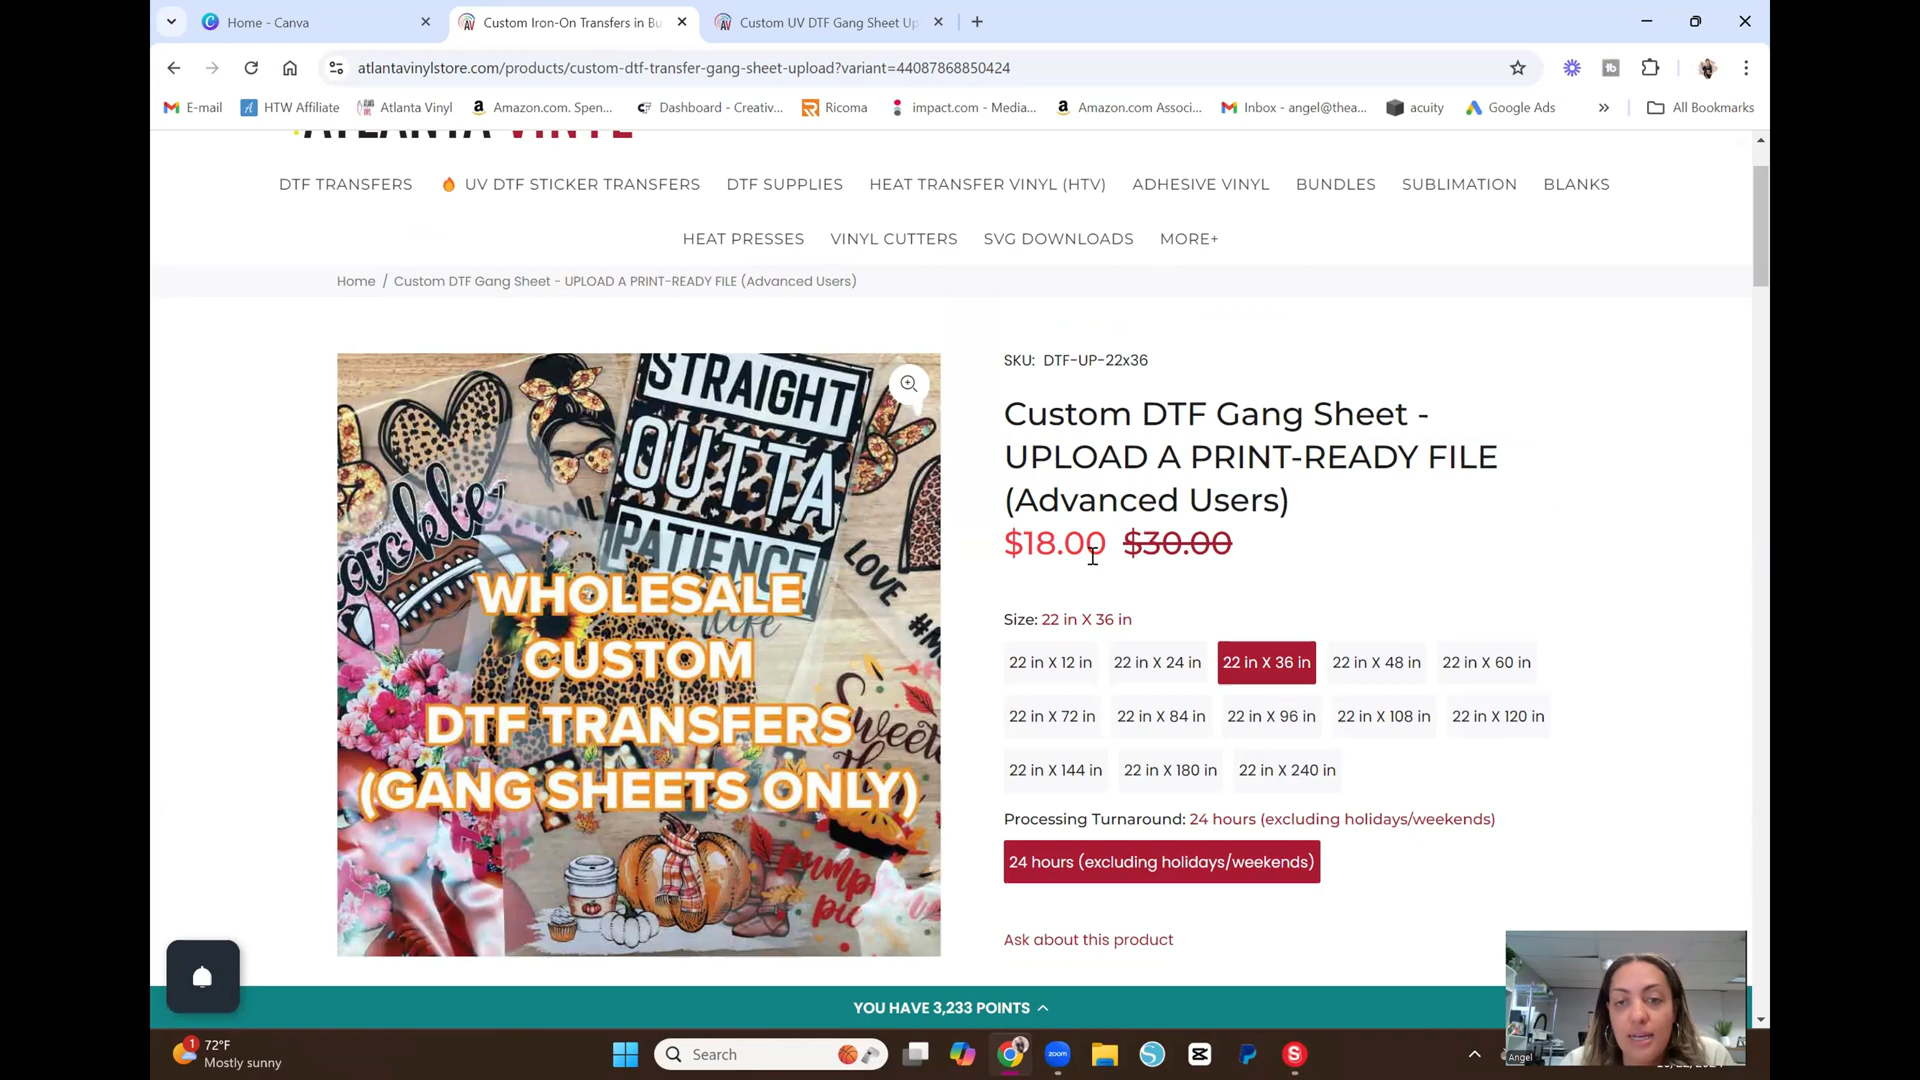 Home - Canva
Custom Iron-On Transfers in Bu
Custom UV DTF Gang Sheet Up
atlantavinylstore.com/products/custom-dtf-transfer-gang-sheet-upload?variant=44087868850424
E-mail
HTW Affiliate
Atlanta Vinyl
Amazon.com. Spen...
Dashboard - Creativ...
Ricoma
impact.com - Media...
Amazon.com Associ...
Inbox - angel@thea...
acuity
Google Ads
All Bookmarks
ATLANTA VINYL
DTF TRANSFERS
UV DTF STICKER TRANSFERS
DTF SUPPLIES
HEAT TRANSFER VINYL (HTV)
ADHESIVE VINYL
BUNDLES
SUBLIMATION
BLANKS
HEAT PRESSES
VINYL CUTTERS
SVG DOWNLOADS
MORE+
Home / Custom DTF Gang Sheet - UPLOAD A PRINT-READY FILE (Advanced Users)
STRAIGHT
OUTTA
PATIENCE
life
LOVE
WHOLESALE
CUSTOM
DTF TRANSFERS
(GANG SHEETS ONLY)
SKU: DTF-UP-22x36
Custom DTF Gang Sheet -
UPLOAD A PRINT-READY FILE
(Advanced Users)
$18.00 $30.00
Size: 22 in X 36 in
22 in X 12 in
22 in X 24 in
22 in X 36 in
22 in X 48 in
22 in X 60 in
22 in X 72 in
22 in X 84 in
22 in X 96 in
22 in X 108 in
22 in X 120 in
22 in X 144 in
22 in X 180 in
22 in X 240 in
Processing Turnaround: 24 hours (excluding holidays/weekends)
24 hours (excluding holidays/weekends)
Ask about this product
YOU HAVE 3,233 POINTS
Angel
1
72°F
Mostly sunny
Search
zoom